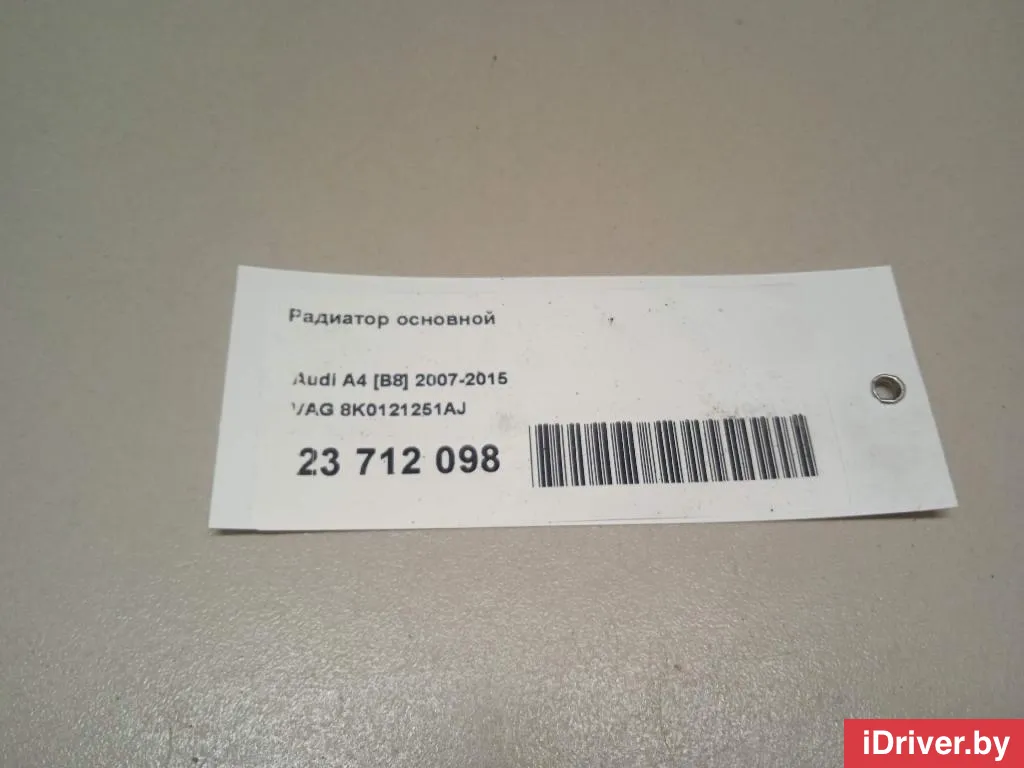 Радиатор основной
Audi A4 [B8] 2007-2015
VAG 8K0121251AJ
23 712 098
iDriver.by